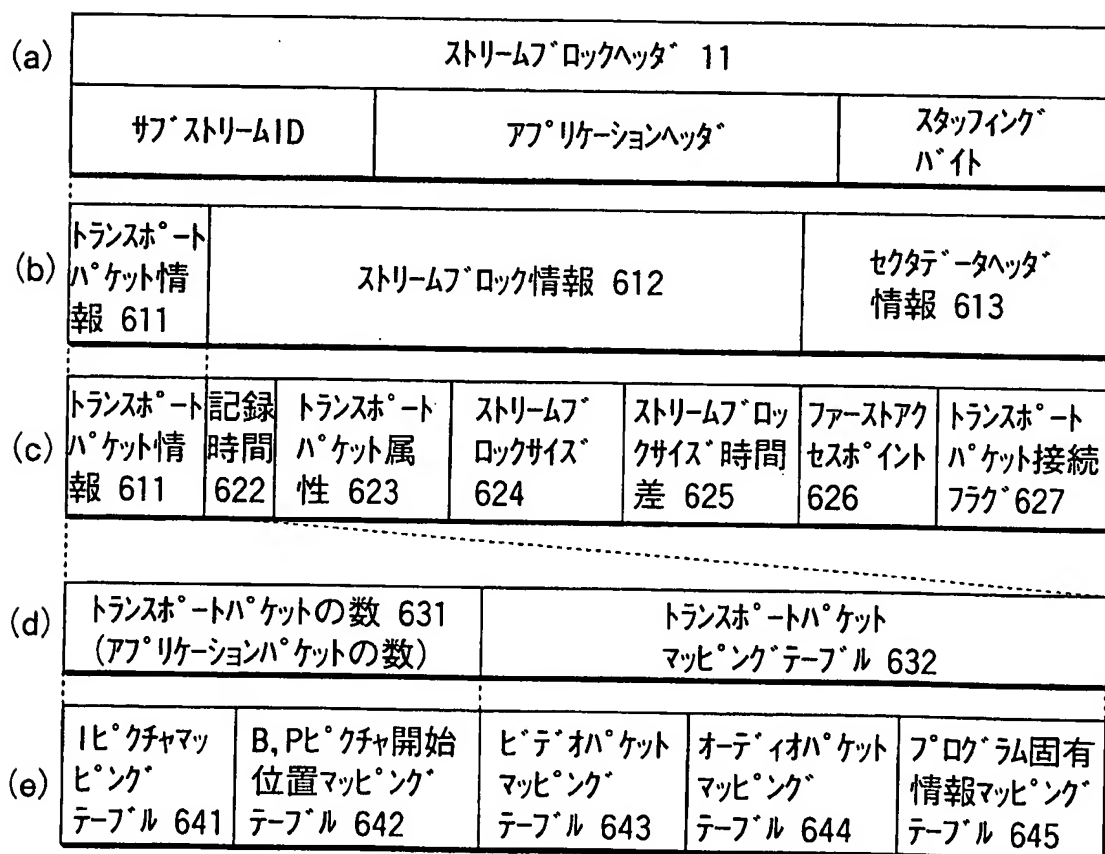 (a)
ストリームブロックヘッダ 11
サブストリームID
アプリケーションヘッダ
スタッフィング
バイト
(b)
トランスポート
パケット情
報 611
ストリームブロック情報 612
セクタデータヘッダ
情報 613
(c)
トランスポート
パケット情
報 611
記録
時間
622
トランスポート
パケット属
性 623
ストリームブ
ロックサイズ
624
ストリームブロッ
クサイズ時間
差 625
ファーストアク
セスポイント
626
トランスポート
パケット接続
フラグ 627
(d)
トランスポートパケットの数 631
(アプリケーションパケットの数)
トランスポートパケット
マッピングテーブル 632
(e)
Iピクチャマッ
ピング
テーブル 641
B,Pピクチャ開始
位置マッピング
テーブル 642
ビデオパケット
マッピング
テーブル 643
オーディオパケット
マッピング
テーブル 644
プログラム固有
情報マッピング
テーブル 645